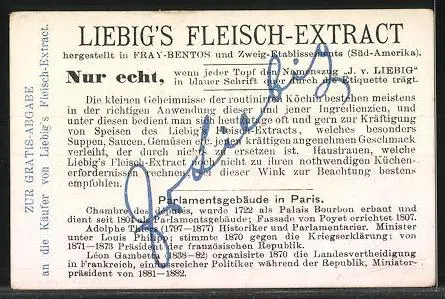 LIEBIG'S FLEISCH-EXTRACT
hergestellt in FRAY-BENTOS und Zweig-Etablissements (Süd-Amerika).
Nur echt, wenn jeder Topf den Namenszug „J. v. LIEBIG"
in blauer Schrift quer durch die Etiquette trägt.
Die kleinen Geheimnisse der routinirten Köchin bestehen meistens
in der richtigen Anwendung dieser und jener Ingredienzien, und
unter diesen bedient man sich heutzutage oft und gern zur Kräftigung
von Speisen des Liebig's Fleisch-Extracts, welches besonders
Suppen, Saucen, Gemüsen etc. jenen kräftigen angenehmen Geschmack
verleiht, der durch nichts zu ersetzen ist. Haustrauen, welche
Liebig's Fleisch-Extract noch nicht zu ihren notwendigen Küchen-
erfordernissen rechnen, sei dieser Wink zur Beachtung bestens
empfohlen.
Parlamentsgebäude in Paris.
Chambre des députés, wurde 1722 als Palais Bourbon erbaut und
dient seit Parlamentsgebäude; Fassade von Poyet errichtet 1807.
Adolphe Thiers (1797—1877) Historiker und Parlamentarier. Minister
unter Louis Philipp; stimmte 1870 gegen die Kriegserklärung; von
1871—1873 Präsident der französischen Republik.
Léon Gambetta (1838-82) organisirte 1870 die Landesvertheidigung
in Frankreich, einflussreicher Politiker während der Republik, Minister-
präsident von 1881—1882.
J v Liebig
ZUR GRATIS-ABGABE
an die Käufer von Liebig's Fleisch-Extract.